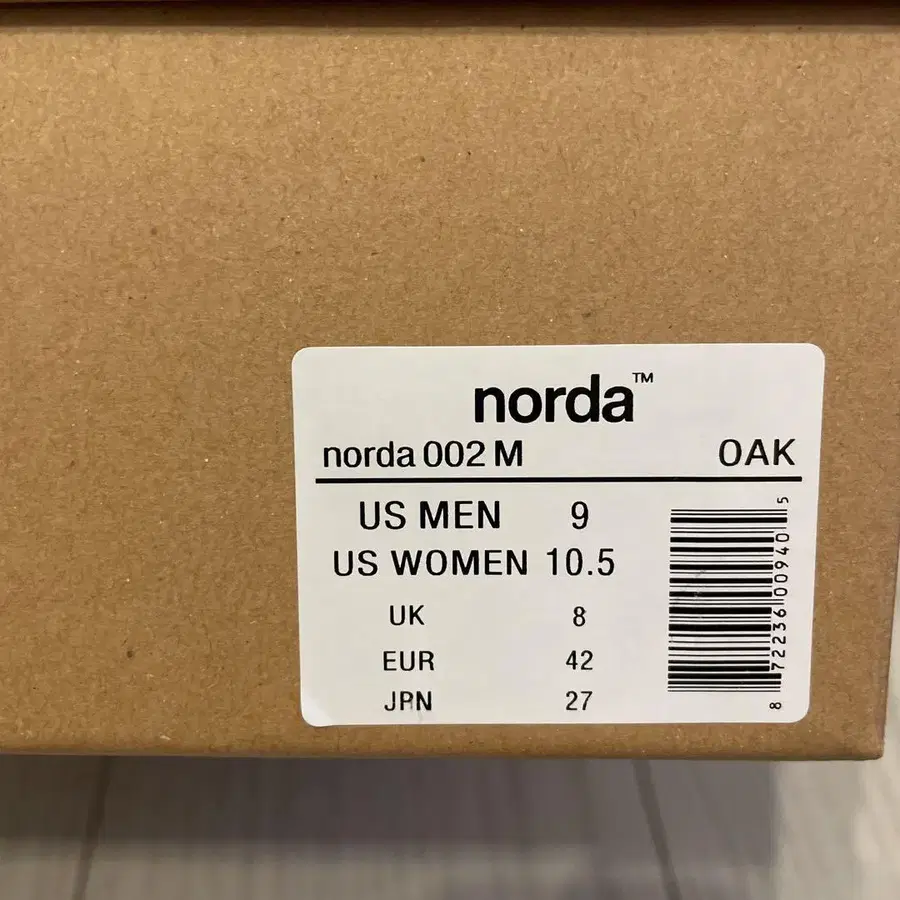 norda™
norda 002 M OAK
US MEN 9
US WOMEN 10.5
UK 8
EUR 42
JPN 27
8 72236 00940 5